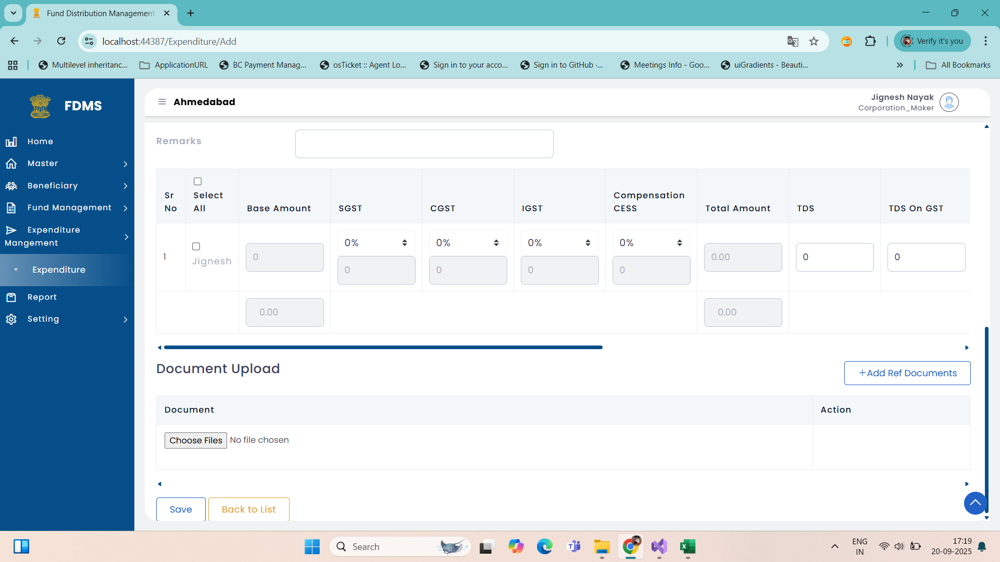 Fund Distribution Management
localhost:44387/Expenditure/Add
Verify it's you
Multilevel inheritanc...
ApplicationURL
BC Payment Manag...
osTicket :: Agent Lo...
Sign in to your acco...
Sign in to GitHub ·...
Meetings Info - Goo...
uiGradients - Beauti...
All Bookmarks
FDMS
Home
Master
Beneficiary
Fund Management
Expenditure
Mangement
Expenditure
Report
Setting
Ahmedabad
Jignesh Nayak
Corporation_Maker
Remarks
Sr No
Select All
Base Amount
SGST
CGST
IGST
Compensation CESS
Total Amount
TDS
TDS On GST
1
Jignesh
0
0%
0
0%
0
0%
0
0%
0
0.00
0
0
0.00
0.00
Document Upload
+Add Ref Documents
Document
Action
Choose Files No file chosen
Save
Back to List
Search
ENG
IN
17:19
20-09-2025